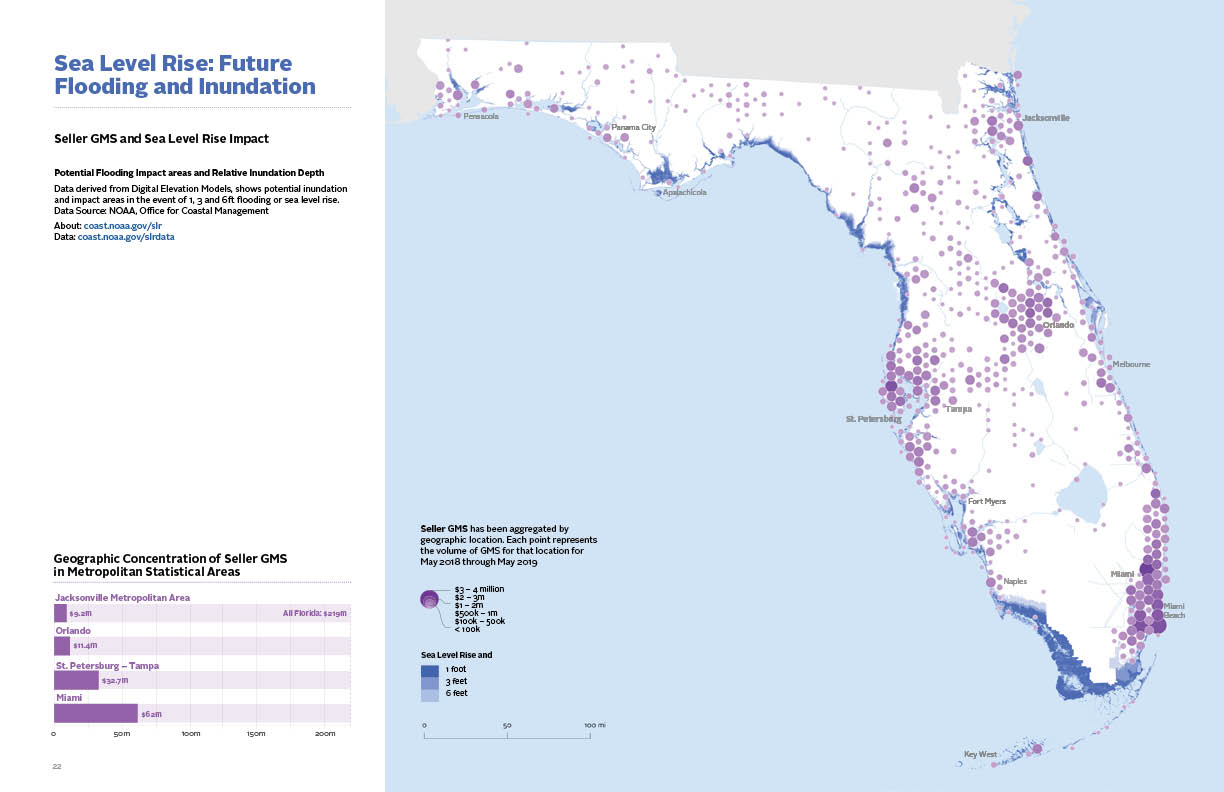 Sea Level Rise: Future
Flooding and Inundation
Seller GMS and Sea Level Rise Impact
Potential Flooding Impact areas and Relative Inundation Depth
Data derived from Digital Elevation Models, shows potential inundation
and impact areas in the event of 1, 3 and 6ft flooding or sea level rise.
Data Source: NOAA, Office for Coastal Management
About: coast.noaa.gov/slr
Data: coast.noaa.gov/slrdata
Geographic Concentration of Seller GMS
in Metropolitan Statistical Areas
Jacksonville Metropolitan Area
$9.2m
All Florida: $219m
Orlando
$11.4m
St. Petersburg – Tampa
$32.7m
Miami
$62m
0 50m 100m 150m 200m
22
Pensacola
Panama City
Apalachicola
Jacksonville
Orlando
Melbourne
Tampa
St. Petersburg
Fort Myers
Naples
Miami
Miami
Beach
Key West
Seller GMS has been aggregated by
geographic location. Each point represents
the volume of GMS for that location for
May 2018 through May 2019
$3 – 4 million
$2 – 3m
$1 – 2m
$500k – 1m
$100k – 500k
< 100k
Sea Level Rise and
1 foot
3 feet
6 feet
0 50 100 mi